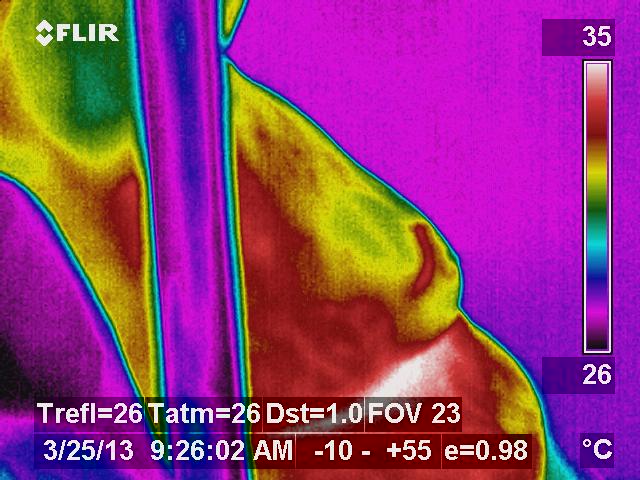 FLIR
35
26
Trefl=26 Tatm=26 Dst=1.0 FOV 23
3/25/13 9:26:02 AM -10 - +55 e=0.98 °C